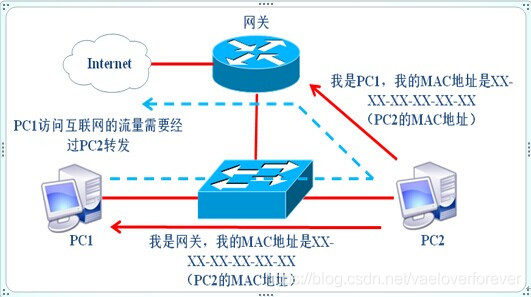 网关
Internet
我是PC1，我的MAC地址是XX-
XX-XX-XX-XX-XX
（PC2的MAC地址）
PC1访问互联网的流量需要经
过PC2转发
PC1
PC2
我是网关，我的MAC地址是XX-
XX-XX-XX-XX-XX
（PC2的MAC地址）
https://blog.csdn.net/vaeloverforever